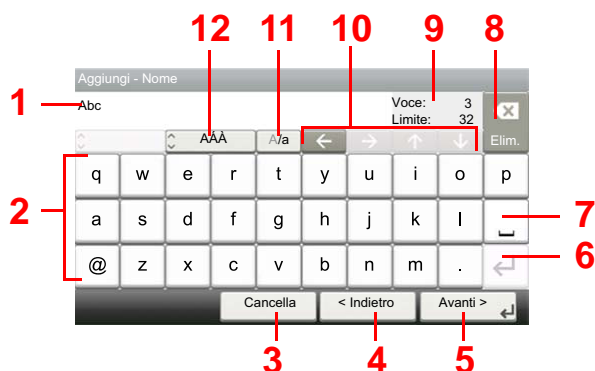 12 11 10 9 8
Aggiungi - Nome
1 Abc Voce: 3
Limite: 32
AÁÀ A/a ← → ↑ ↓ Elim.
2 q w e r t y u i o p
a s d f g h j k l 7
@ z x c v b n m . 6
Cancella < Indietro Avanti >
3 4 5